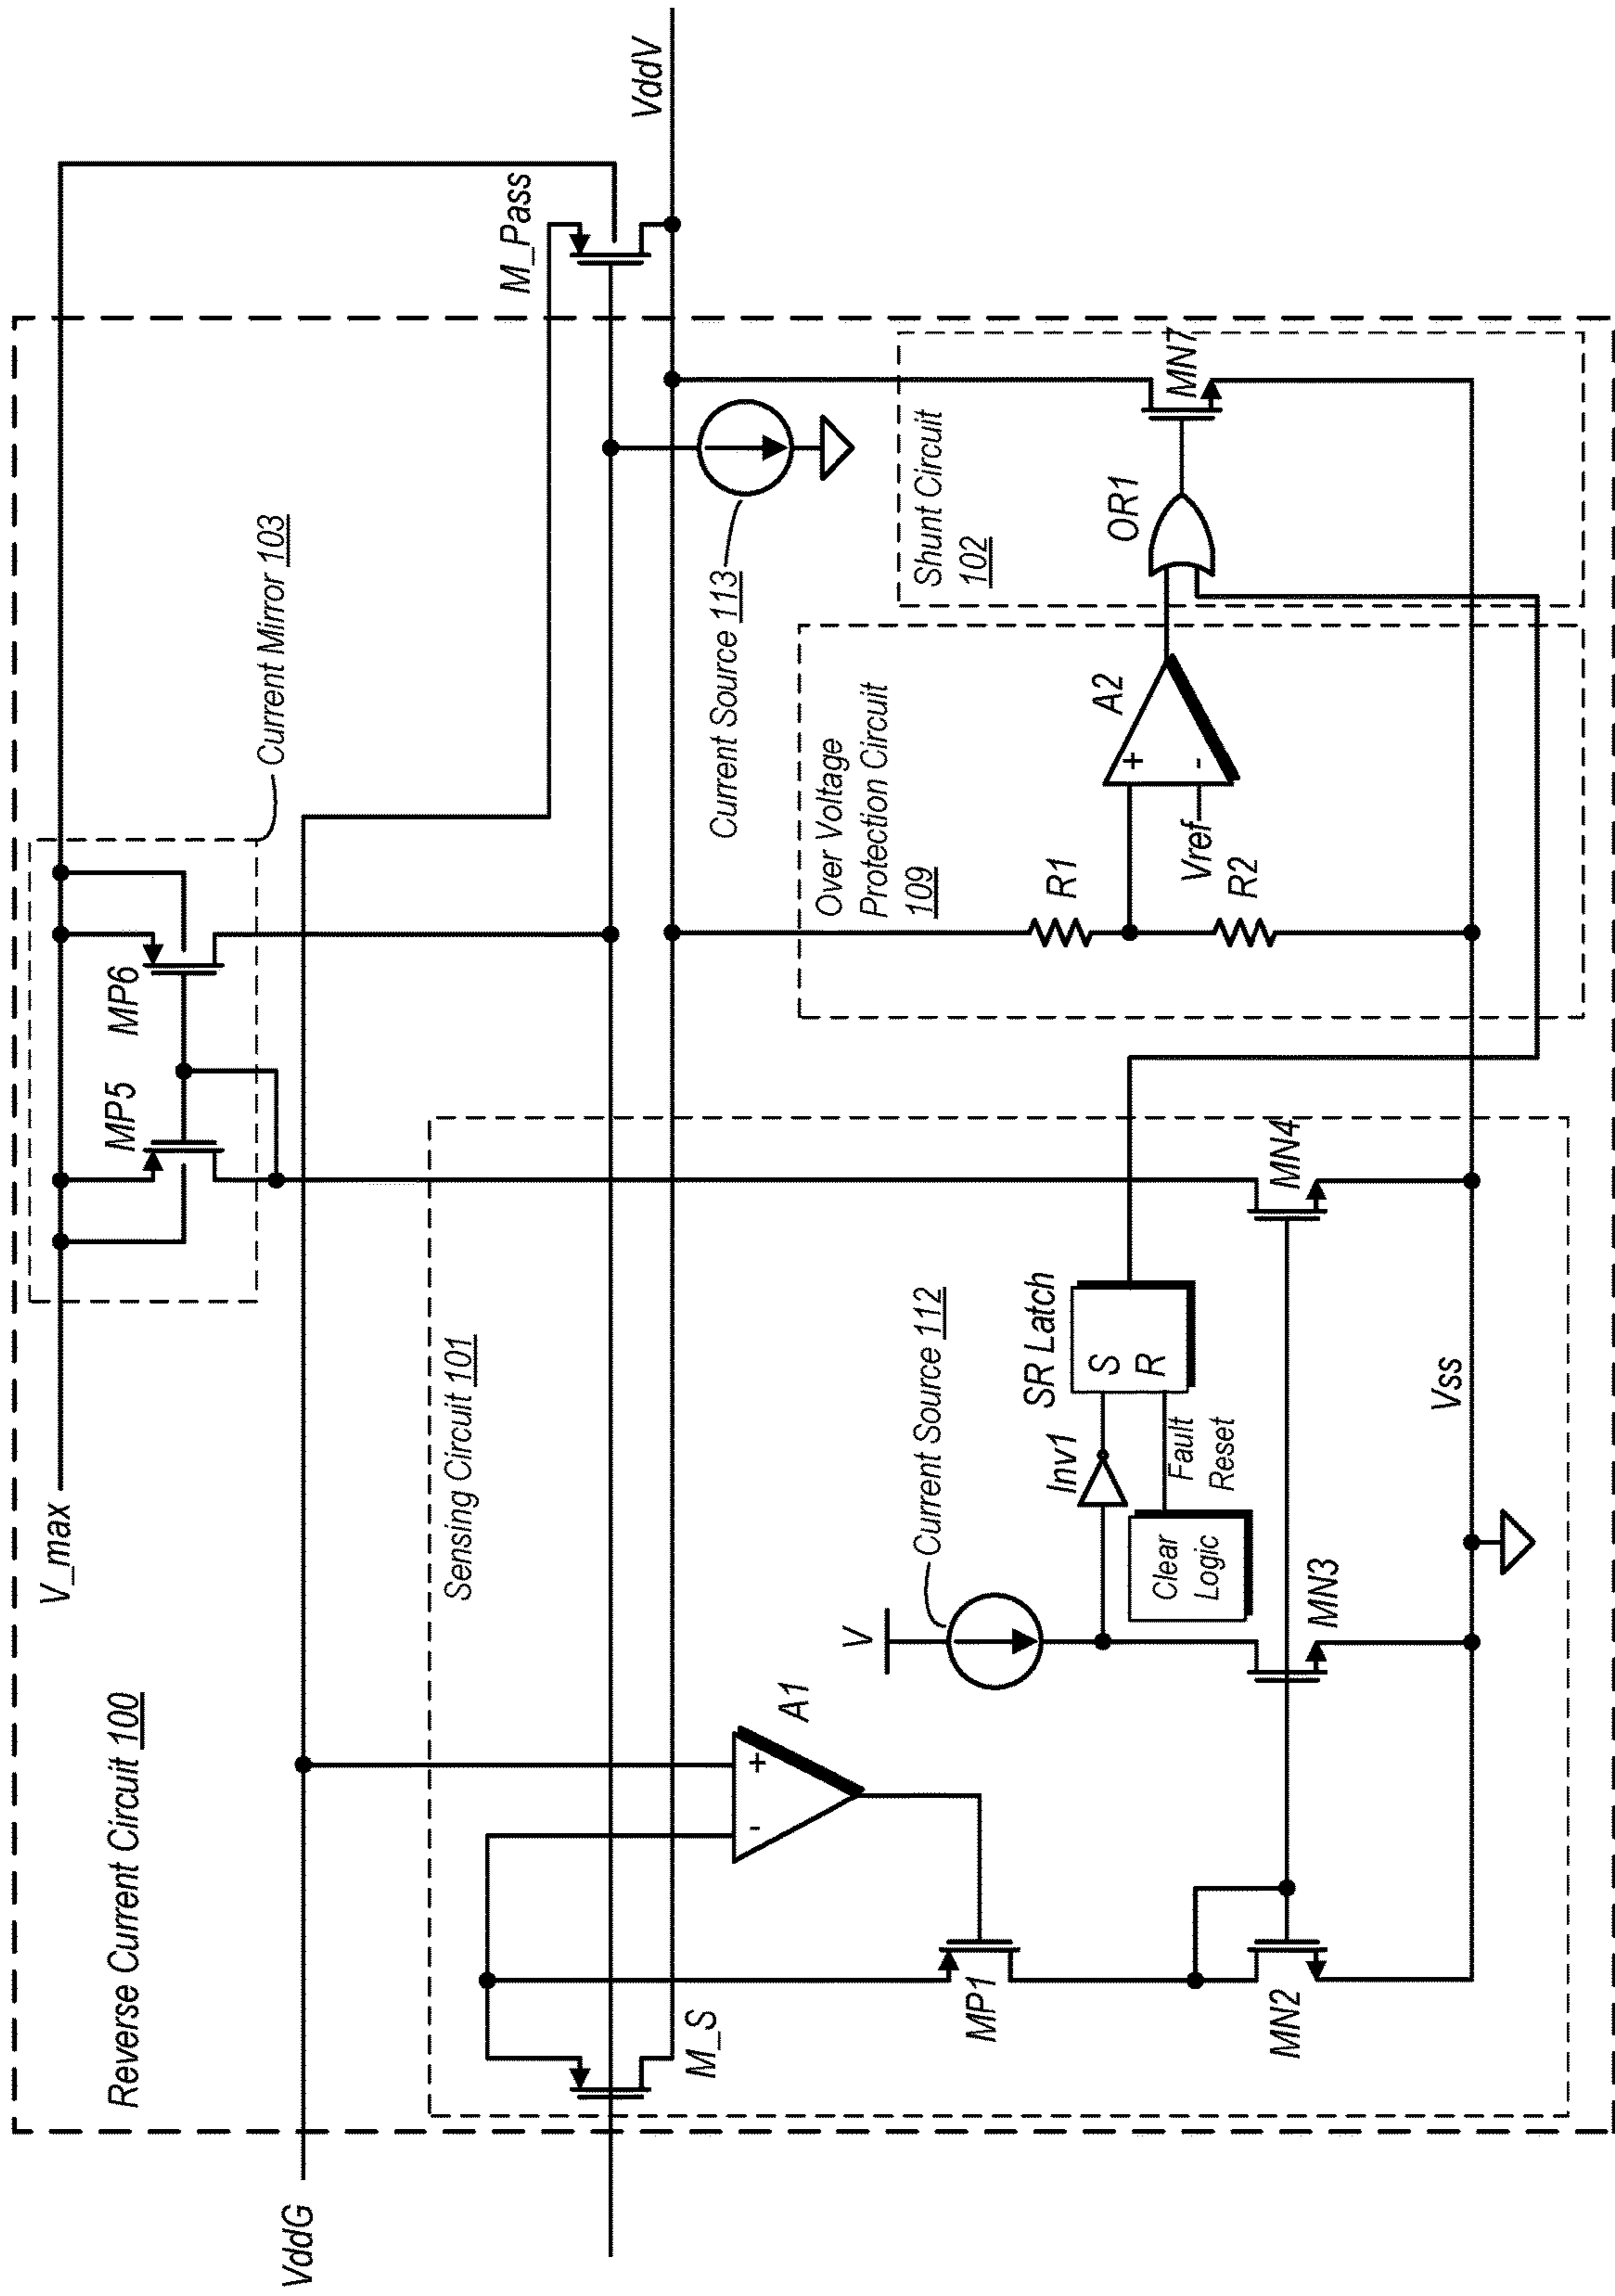 Reverse Current Circuit 100
V_max
VddG
MP5
MP6
Current Mirror 103
M_Pass
VddV
Sensing Circuit 101
M_S
A1
-
+
MP1
MN2
V
Current Source 112
Inv1
SR Latch
S
R
Fault
Reset
Clear
Logic
MN3
MN4
Vss
Current Source 113
Over Voltage
Protection Circuit
109
R1
R2
Vref
A2
+
-
Shunt Circuit
102
OR1
MN7